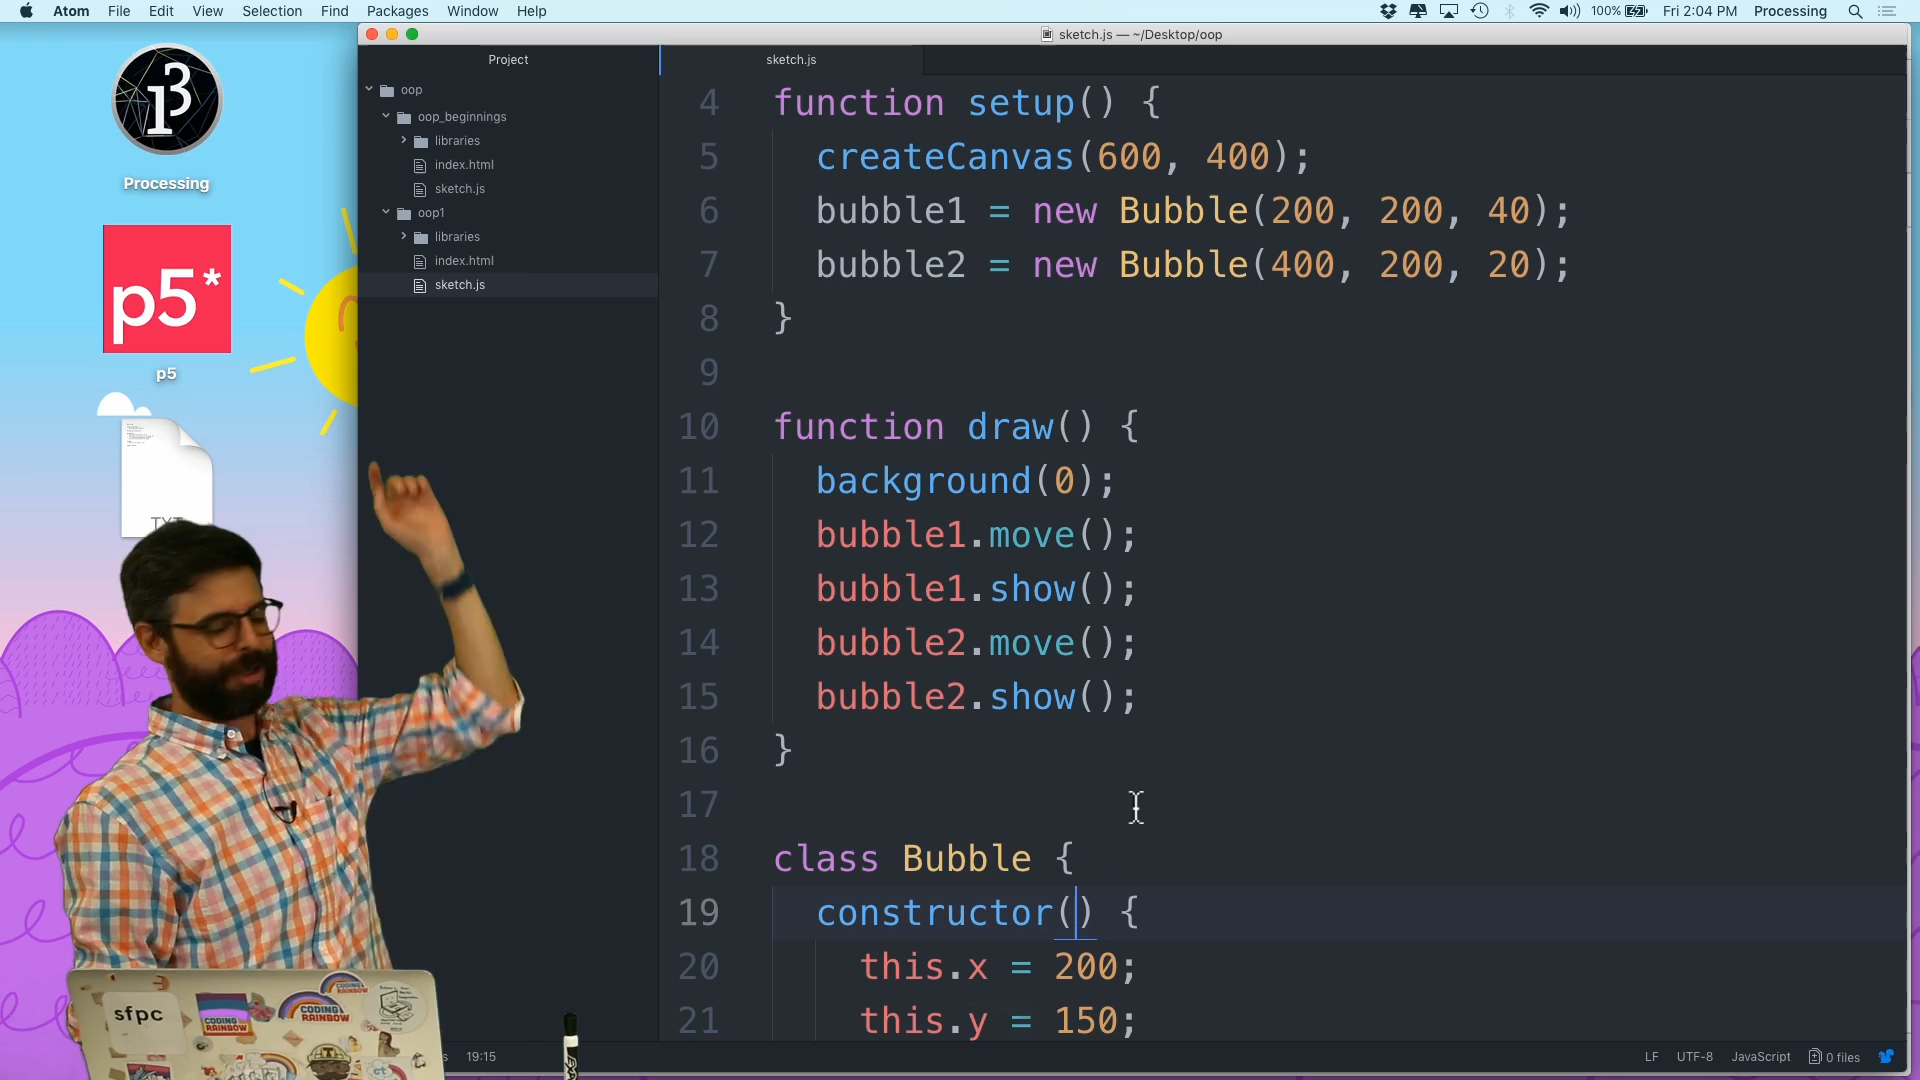 Atom File Edit View Selection Find Packages Window Help 100% Fri 2:04 PM Processing
sketch.js — ~/Desktop/oop
Project
sketch.js
oop
oop_beginnings
libraries
index.html
sketch.js
oop1
libraries
index.html
sketch.js
Processing
p5*
p5
TXT
4 function setup() {
5 createCanvas(600, 400);
6 bubble1 = new Bubble(200, 200, 40);
7 bubble2 = new Bubble(400, 200, 20);
8 }
9
10 function draw() {
11 background(0);
12 bubble1.move();
13 bubble1.show();
14 bubble2.move();
15 bubble2.show();
16 }
17
18 class Bubble {
19 constructor() {
20 this.x = 200;
21 this.y = 150;
sfpc
CODING RAINBOW
CODING RAINBOW
CODING RAINBOW
19:15
LF UTF-8 JavaScript 0 files